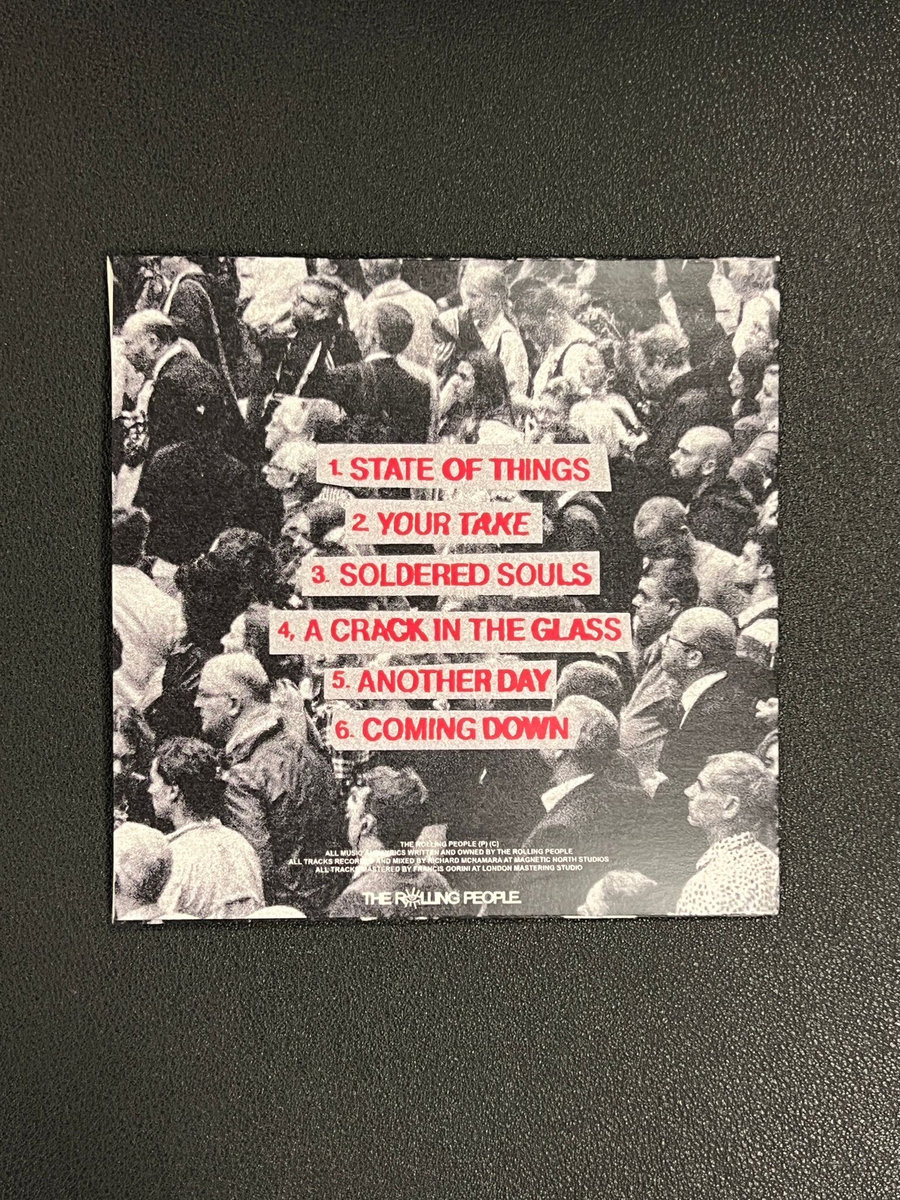 1. STATE OF THINGS
2. YOUR TAKE
3. SOLDERED SOULS
4, A CRACK IN THE GLASS
5. ANOTHER DAY
6. COMING DOWN
THE ROLLING PEOPLE (P) (C)
ALL MUSIC AND LYRICS WRITTEN AND OWNED BY THE ROLLING PEOPLE
ALL TRACKS RECORDED AND MIXED BY RICHARD MCNAMARA AT MAGNETIC NORTH STUDIOS
ALL TRACKS MASTERED BY FRANCIS GORINI AT LONDON MASTERING STUDIO
THE ROLLING PEOPLE